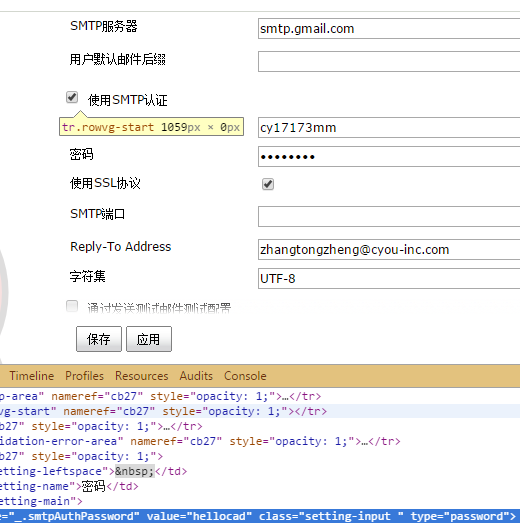 SMTP服务器 smtp.gmail.com
用户默认邮件后缀
使用SMTP认证
tr.rowvg-start 1059px × 0px cy17173mm
密码 ••••••••
使用SSL协议
SMTP端口
Reply-To Address zhangtongzheng@cyou-inc.com
字符集 UTF-8
通过发送测试邮件测试配置
保存 应用
Timeline Profiles Resources Audits Console
p-area" nameref="cb27" style="opacity: 1;">…</tr>
vg-start" nameref="cb27" style="opacity: 1;"></tr>
cb27" style="opacity: 1;">…</tr>
idation-error-area" nameref="cb27" style="opacity: 1;">…</tr>
cb27" style="opacity: 1;">
etting-leftspace">&nbsp;</td>
etting-name">密码</td>
etting-main">
e="_.smtpAuthPassword" value="hellocad" class="setting-input " type="password">